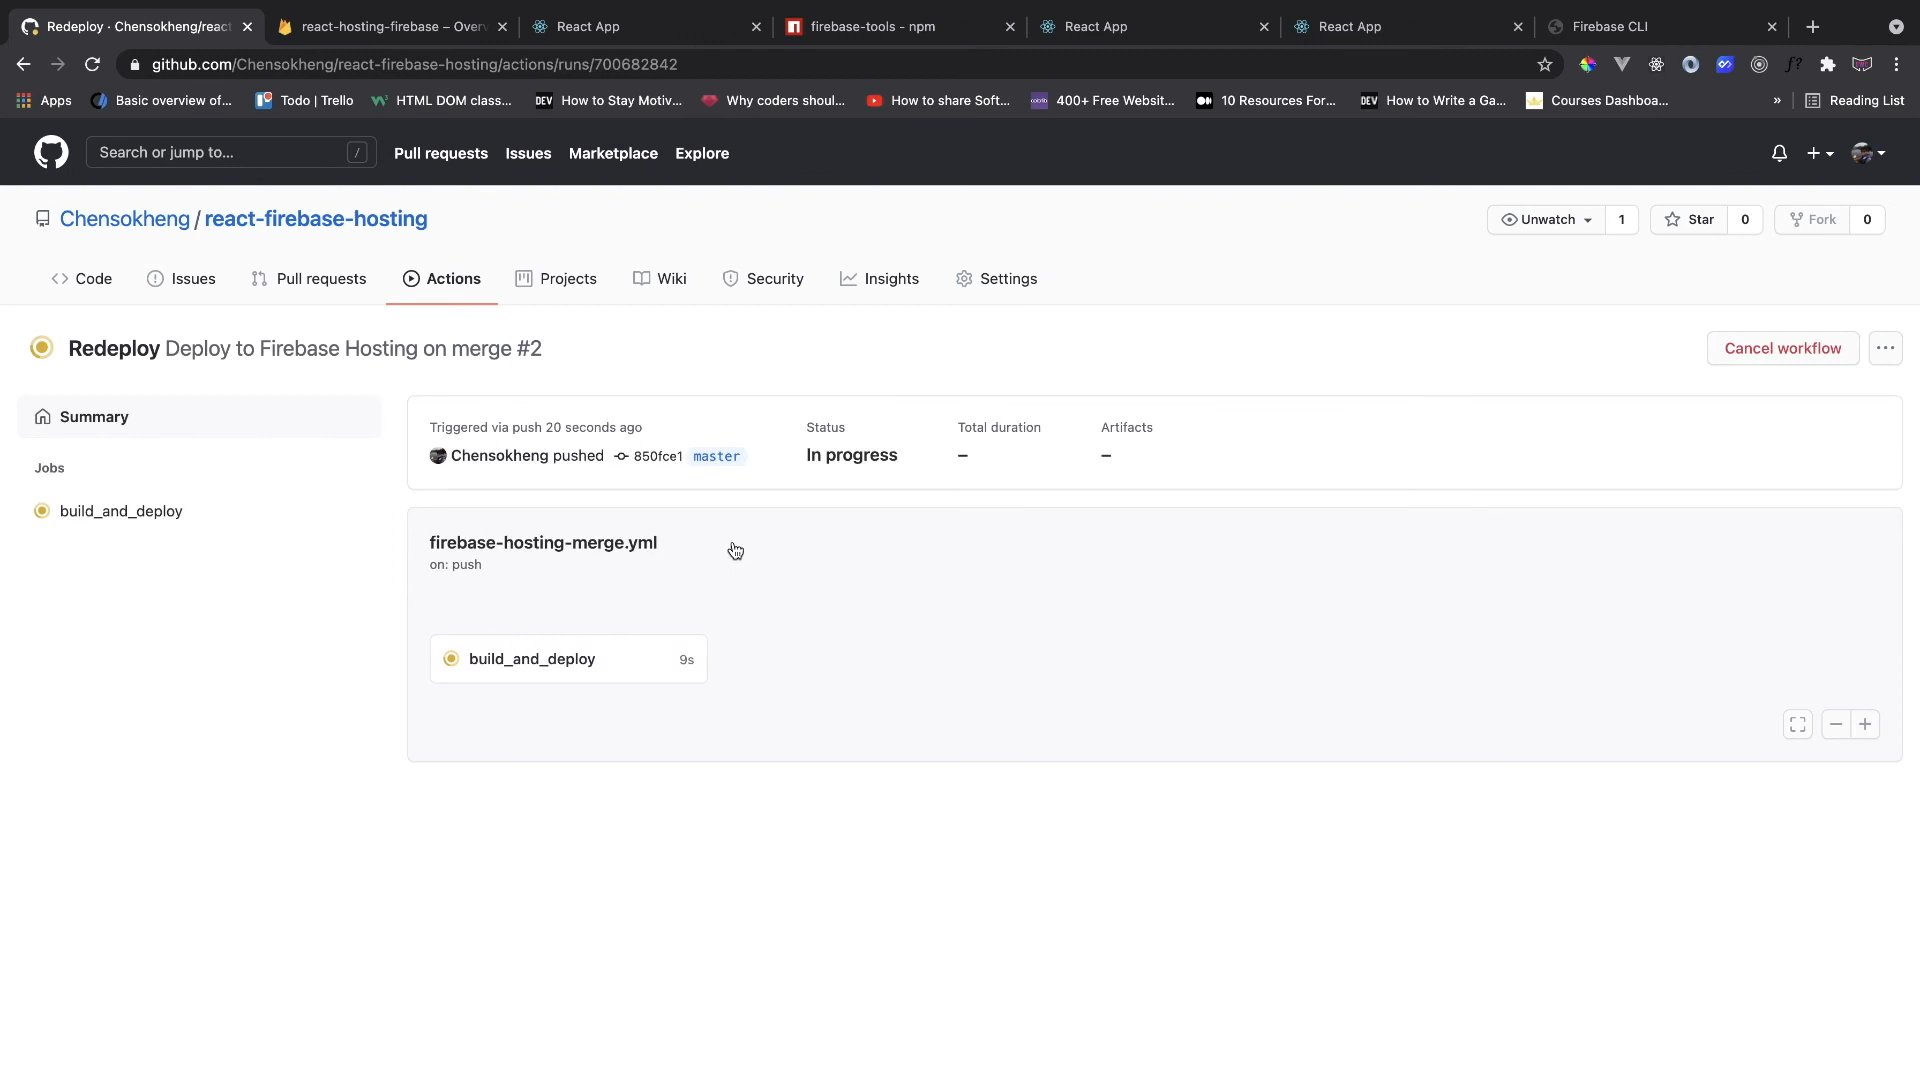 Redeploy · Chensokheng/react
react-hosting-firebase – Overv
React App
firebase-tools - npm
React App
React App
Firebase CLI
github.com/Chensokheng/react-firebase-hosting/actions/runs/700682842
Apps
Basic overview of...
Todo | Trello
HTML DOM class...
DEV How to Stay Motiv...
Why coders shoul...
How to share Soft...
400+ Free Websit...
10 Resources For...
DEV How to Write a Ga...
Courses Dashboa...
»
Reading List
Search or jump to... /
Pull requests
Issues
Marketplace
Explore
Chensokheng / react-firebase-hosting
Unwatch 1
Star 0
Fork 0
Code
Issues
Pull requests
Actions
Projects
Wiki
Security
Insights
Settings
Redeploy Deploy to Firebase Hosting on merge #2
Cancel workflow
Summary
Jobs
build_and_deploy
Triggered via push 20 seconds ago
Chensokheng pushed 850fce1 master
Status
In progress
Total duration
–
Artifacts
–
firebase-hosting-merge.yml
on: push
build_and_deploy 9s